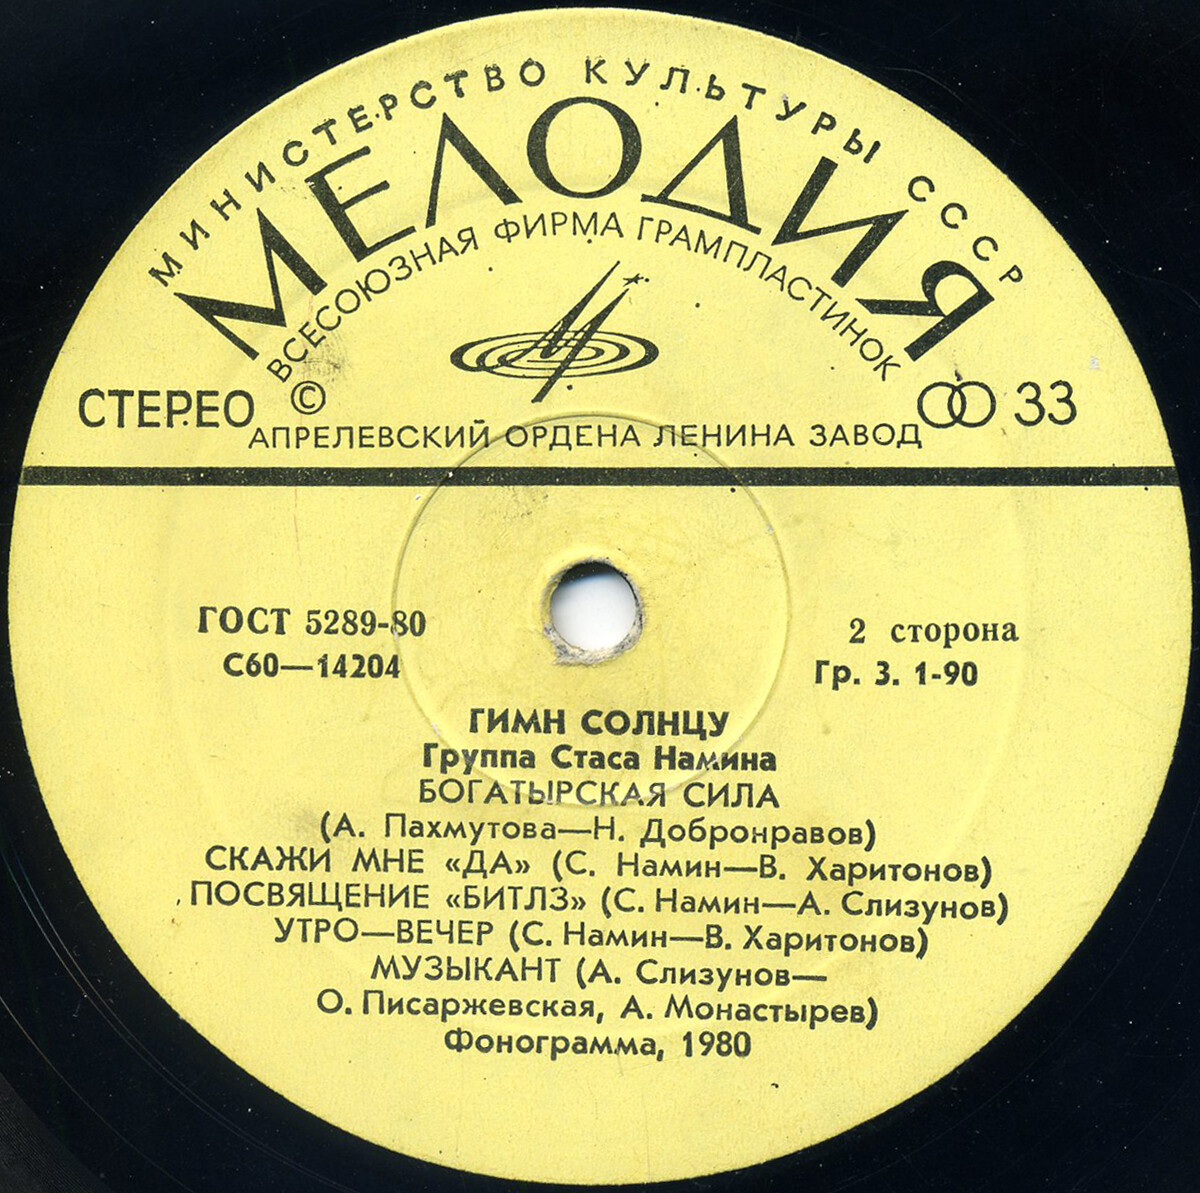 МИНИСТЕРСТВО КУЛЬТУРЫ СССР
МЕЛОДИЯ
ВСЕСОЮЗНАЯ ФИРМА ГРАМПЛАСТИНОК
СТЕРЕО © 33
АПРЕЛЕВСКИЙ ОРДЕНА ЛЕНИНА ЗАВОД
ГОСТ 5289-80 2 сторона
С60—14204 Гр. 3. 1-90
ГИМН СОЛНЦУ
Группа Стаса Намина
БОГАТЫРСКАЯ СИЛА
(А. Пахмутова—Н. Добронравов)
СКАЖИ МНЕ «ДА» (С. Намин—В. Харитонов)
ПОСВЯЩЕНИЕ «БИТЛЗ» (С. Намин—А. Слизунов)
УТРО—ВЕЧЕР (С. Намин—В. Харитонов)
МУЗЫКАНТ (А. Слизунов—
О. Писаржевская, А. Монастырев)
Фонограмма, 1980